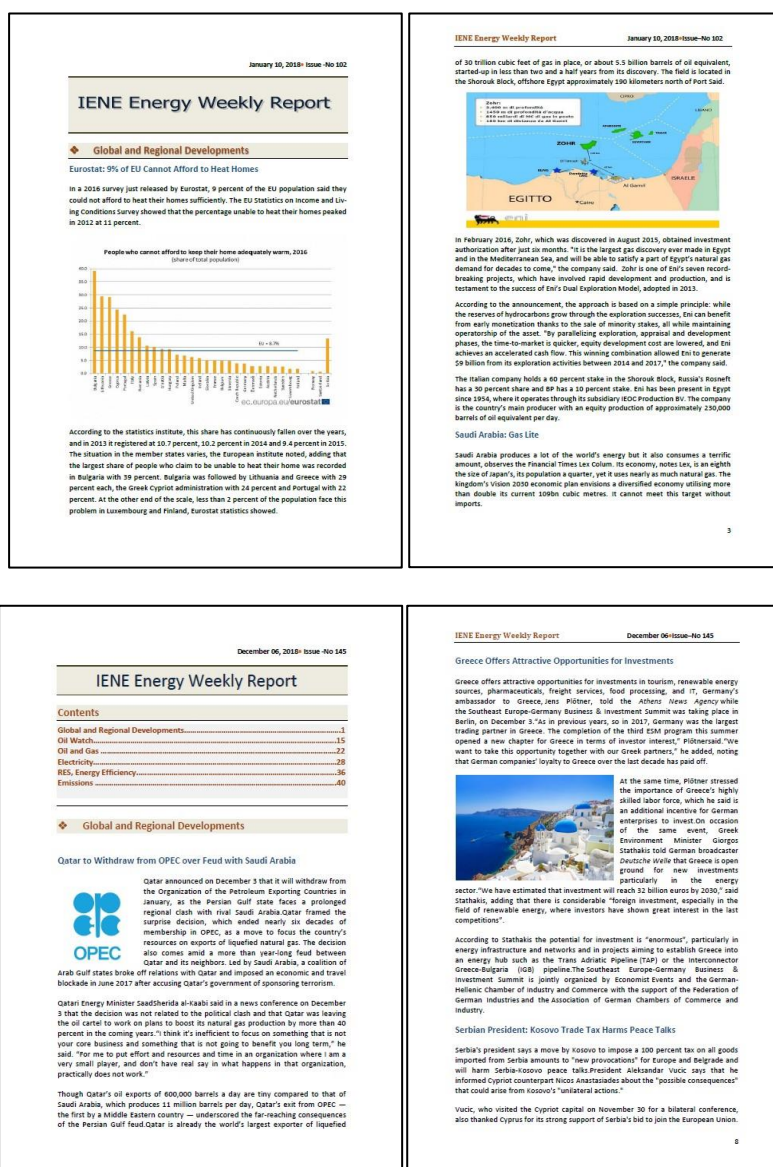 January 10, 2018▪ Issue -No 102
IENE Energy Weekly Report
❖ Global and Regional Developments
Eurostat: 9% of EU Cannot Afford to Heat Homes
In a 2016 survey just released by Eurostat, 9 percent of the EU population said they
could not afford to heat their homes sufficiently. The EU Statistics on Income and Liv-
ing Conditions Survey showed that the percentage unable to heat their homes peaked
in 2012 at 11 percent.
People who cannot afford to keep their home adequately warm, 2016
(share of total population)
40.0
35.0
30.0
25.0
20.0
15.0
10.0
5.0
0.0
EU = 8.7%
ec.europa.eu/eurostat
According to the statistics institute, this share has continuously fallen over the years,
and in 2013 it registered at 10.7 percent, 10.2 percent in 2014 and 9.4 percent in 2015.
The situation in the member states varies, the European institute noted, adding that
the largest share of people who claim to be unable to heat their home was recorded
in Bulgaria with 39 percent. Bulgaria was followed by Lithuania and Greece with 29
percent each, the Greek Cypriot administration with 24 percent and Portugal with 22
percent. At the other end of the scale, less than 2 percent of the population face this
problem in Luxembourg and Finland, Eurostat statistics showed.
IENE Energy Weekly Report January 10, 2018▪Issue–No 102
of 30 trillion cubic feet of gas in place, or about 5.5 billion barrels of oil equivalent,
started-up in less than two and a half years from its discovery. The field is located in
the Shorouk Block, offshore Egypt approximately 190 kilometers north of Port Said.
CIPRO
LIBANO
Zohr:
ZOHR
ISRAELE
Al Gamil
EGITTO
Cairo
eni
In February 2016, Zohr, which was discovered in August 2015, obtained investment
authorization after just six months. "It is the largest gas discovery ever made in Egypt
and in the Mediterranean Sea, and will be able to satisfy a part of Egypt's natural gas
demand for decades to come," the company said. Zohr is one of Eni's seven record-
breaking projects, which have involved rapid development and production, and is
testament to the success of Eni's Dual Exploration Model, adopted in 2013.
According to the announcement, the approach is based on a simple principle: while
the reserves of hydrocarbons grow through the exploration successes, Eni can benefit
from early monetization thanks to the sale of minority stakes, all while maintaining
operatorship of the asset. "By parallelizing exploration, appraisal and development
phases, the time-to-market is quicker, equity development cost are lowered, and Eni
achieves an accelerated cash flow. This winning combination allowed Eni to generate
$9 billion from its exploration activities between 2014 and 2017," the company said.
The Italian company holds a 60 percent stake in the Shorouk Block, Russia's Rosneft
has a 30 percent share and BP has a 10 percent stake. Eni has been present in Egypt
since 1954, where it operates through its subsidiary IEOC Production BV. The company
is the country's main producer with an equity production of approximately 230,000
barrels of oil equivalent per day.
Saudi Arabia: Gas Lite
Saudi Arabia produces a lot of the world's energy but it also consumes a terrific
amount, observes the Financial Times Lex Colum. Its economy, notes Lex, is an eighth
the size of Japan's, its population a quarter, yet it uses nearly as much natural gas. The
kingdom's Vision 2030 economic plan envisions a diversified economy utilising more
than double its current 109bn cubic metres. It cannot meet this target without
imports.
3
December 06, 2018▪ Issue -No 145
IENE Energy Weekly Report
Contents
Global and Regional Developments...1
Oil Watch...15
Oil and Gas ...22
Electricity...28
RES, Energy Efficiency...36
Emissions ...40
❖ Global and Regional Developments
Qatar to Withdraw from OPEC over Feud with Saudi Arabia
OPEC
Qatar announced on December 3 that it will withdraw from
the Organization of the Petroleum Exporting Countries in
January, as the Persian Gulf state faces a prolonged
regional clash with rival Saudi Arabia.Qatar framed the
surprise decision, which ended nearly six decades of
membership in OPEC, as a move to focus the country's
resources on exports of liquefied natural gas. The decision
also comes amid a more than year-long feud between
Qatar and its neighbors. Led by Saudi Arabia, a coalition of
Arab Gulf states broke off relations with Qatar and imposed an economic and travel
blockade in June 2017 after accusing Qatar's government of sponsoring terrorism.
Qatari Energy Minister SaadSherida al-Kaabi said in a news conference on December
3 that the decision was not related to the political clash and that Qatar was leaving
the oil cartel to work on plans to boost its natural gas production by more than 40
percent in the coming years."I think it's inefficient to focus on something that is not
your core business and something that is not going to benefit you long term," he
said. "For me to put effort and resources and time in an organization where I am a
very small player, and don't have real say in what happens in that organization,
practically does not work."
Though Qatar's oil exports of 600,000 barrels a day are tiny compared to that of
Saudi Arabia, which produces 11 million barrels per day, Qatar's exit from OPEC —
the first by a Middle Eastern country — underscored the far-reaching consequences
of the Persian Gulf feud.Qatar is already the world's largest exporter of liquefied
IENE Energy Weekly Report December 06▪Issue–No 145
Greece Offers Attractive Opportunities for Investments
Greece offers attractive opportunities for investments in tourism, renewable energy
sources, pharmaceuticals, freight services, food processing, and IT, Germany's
ambassador to Greece,Jens Plötner, told the Athens News Agency while
the Southeast Europe-Germany Business & Investment Summit was taking place in
Berlin, on December 3."As in previous years, so in 2017, Germany was the largest
trading partner in Greece. The completion of the third ESM program this summer
opened a new chapter for Greece in terms of investor interest," Plötnersaid."We
want to take this opportunity together with our Greek partners," he added, noting
that German companies' loyalty to Greece over the last decade has paid off.
At the same time, Plötner stressed
the importance of Greece's highly
skilled labor force, which he said is
an additional incentive for German
enterprises to invest.On occasion
of the same event, Greek
Environment Minister Giorgos
Stathakis told German broadcaster
Deutsche Welle that Greece is open
ground for new investments
particularly in the energy
sector."We have estimated that investment will reach 32 billion euros by 2030," said
Stathakis, adding that there is considerable "foreign investment, especially in the
field of renewable energy, where investors have shown great interest in the last
competitions".
According to Stathakis the potential for investment is "enormous", particularly in
energy infrastructure and networks and in projects aiming to establish Greece into
an energy hub such as the Trans Adriatic Pipeline (TAP) or the Interconnector
Greece-Bulgaria (IGB) pipeline.The Southeast Europe-Germany Business &
Investment Summit is jointly organized by Economist Events and the German-
Hellenic Chamber of Industry and Commerce with the support of the Federation of
German Industries and the Association of German Chambers of Commerce and
Industry.
Serbian President: Kosovo Trade Tax Harms Peace Talks
Serbia's president says a move by Kosovo to impose a 100 percent tax on all goods
imported from Serbia amounts to "new provocations" for Europe and Belgrade and
will harm Serbia-Kosovo peace talks.President Aleksandar Vucic says that he
informed Cypriot counterpart Nicos Anastasiades about the "possible consequences"
that could arise from Kosovo's "unilateral actions."
Vucic, who visited the Cypriot capital on November 30 for a bilateral conference,
also thanked Cyprus for its strong support of Serbia's bid to join the European Union.
8